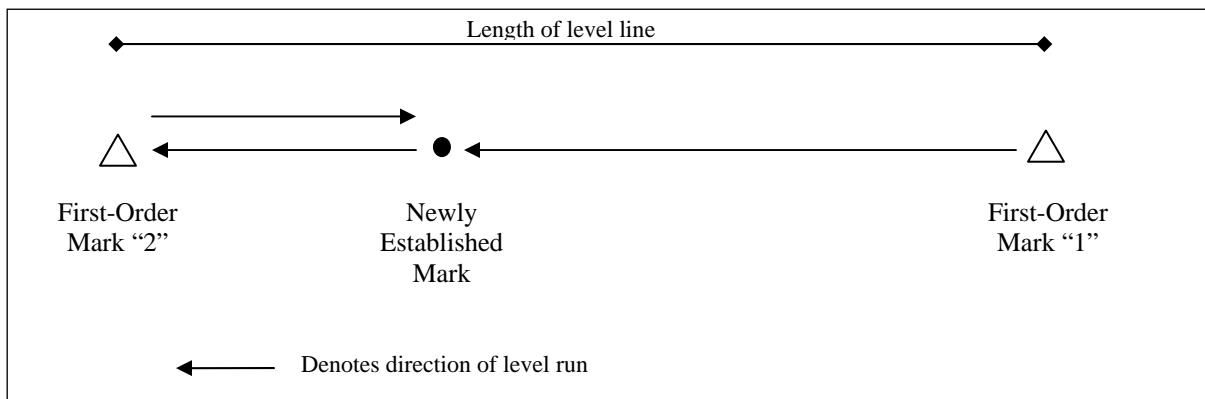 Length of level line
First-Order
Mark “2”
Newly
Established
Mark
First-Order
Mark “1”
Denotes direction of level run